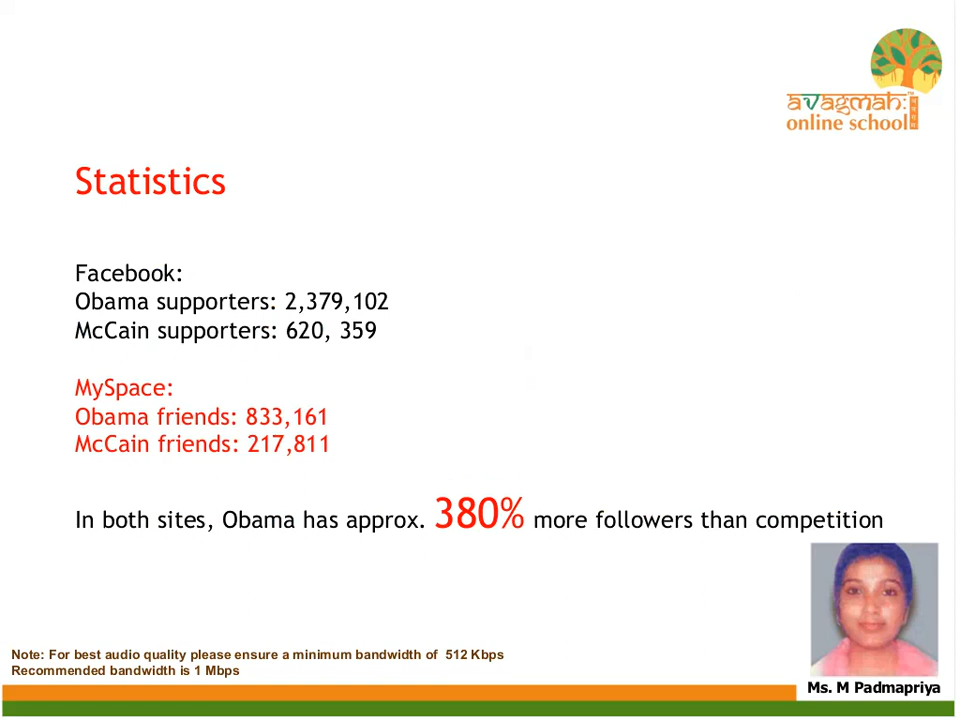 avagmah
online school
Statistics
Facebook:
Obama supporters: 2,379,102
McCain supporters: 620, 359
MySpace:
Obama friends: 833,161
McCain friends: 217,811
In both sites, Obama has approx. 380% more followers than competition
Note: For best audio quality please ensure a minimum bandwidth of 512 Kbps
Recommended bandwidth is 1 Mbps
Ms. M Padmapriya